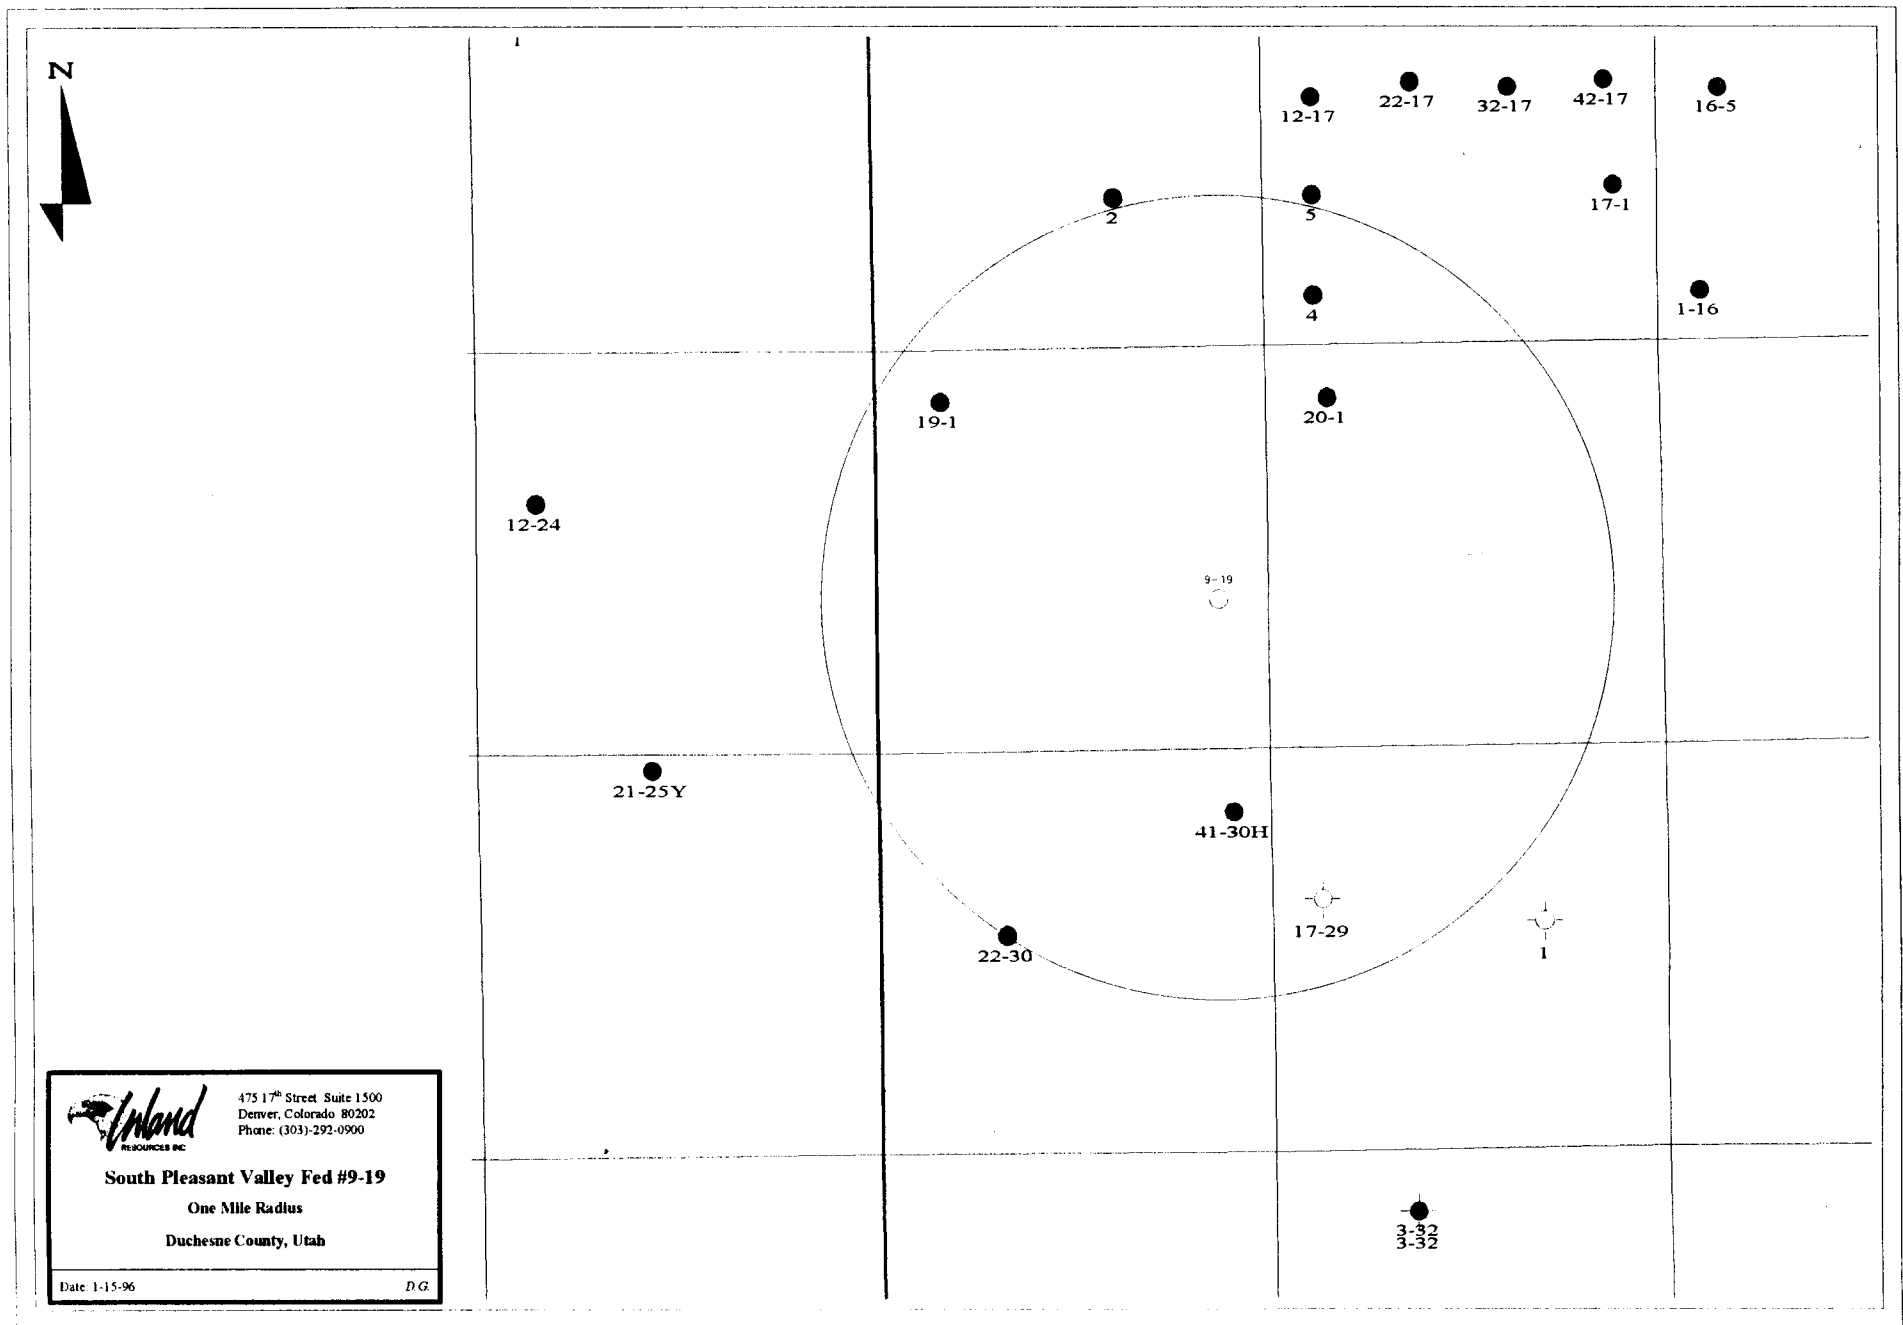 N
1
12-17
22-17
32-17
42-17
16-5
17-1
2
5
4
1-16
19-1
20-1
12-24
9-19
21-25Y
41-30H
17-29
1
22-30
3-32
3-32
Inland
RESOURCES INC
475 17th Street Suite 1500
Denver, Colorado 80202
Phone: (303)-292-0900
South Pleasant Valley Fed #9-19
One Mile Radius
Duchesne County, Utah
Date: 1-15-96
D.G.